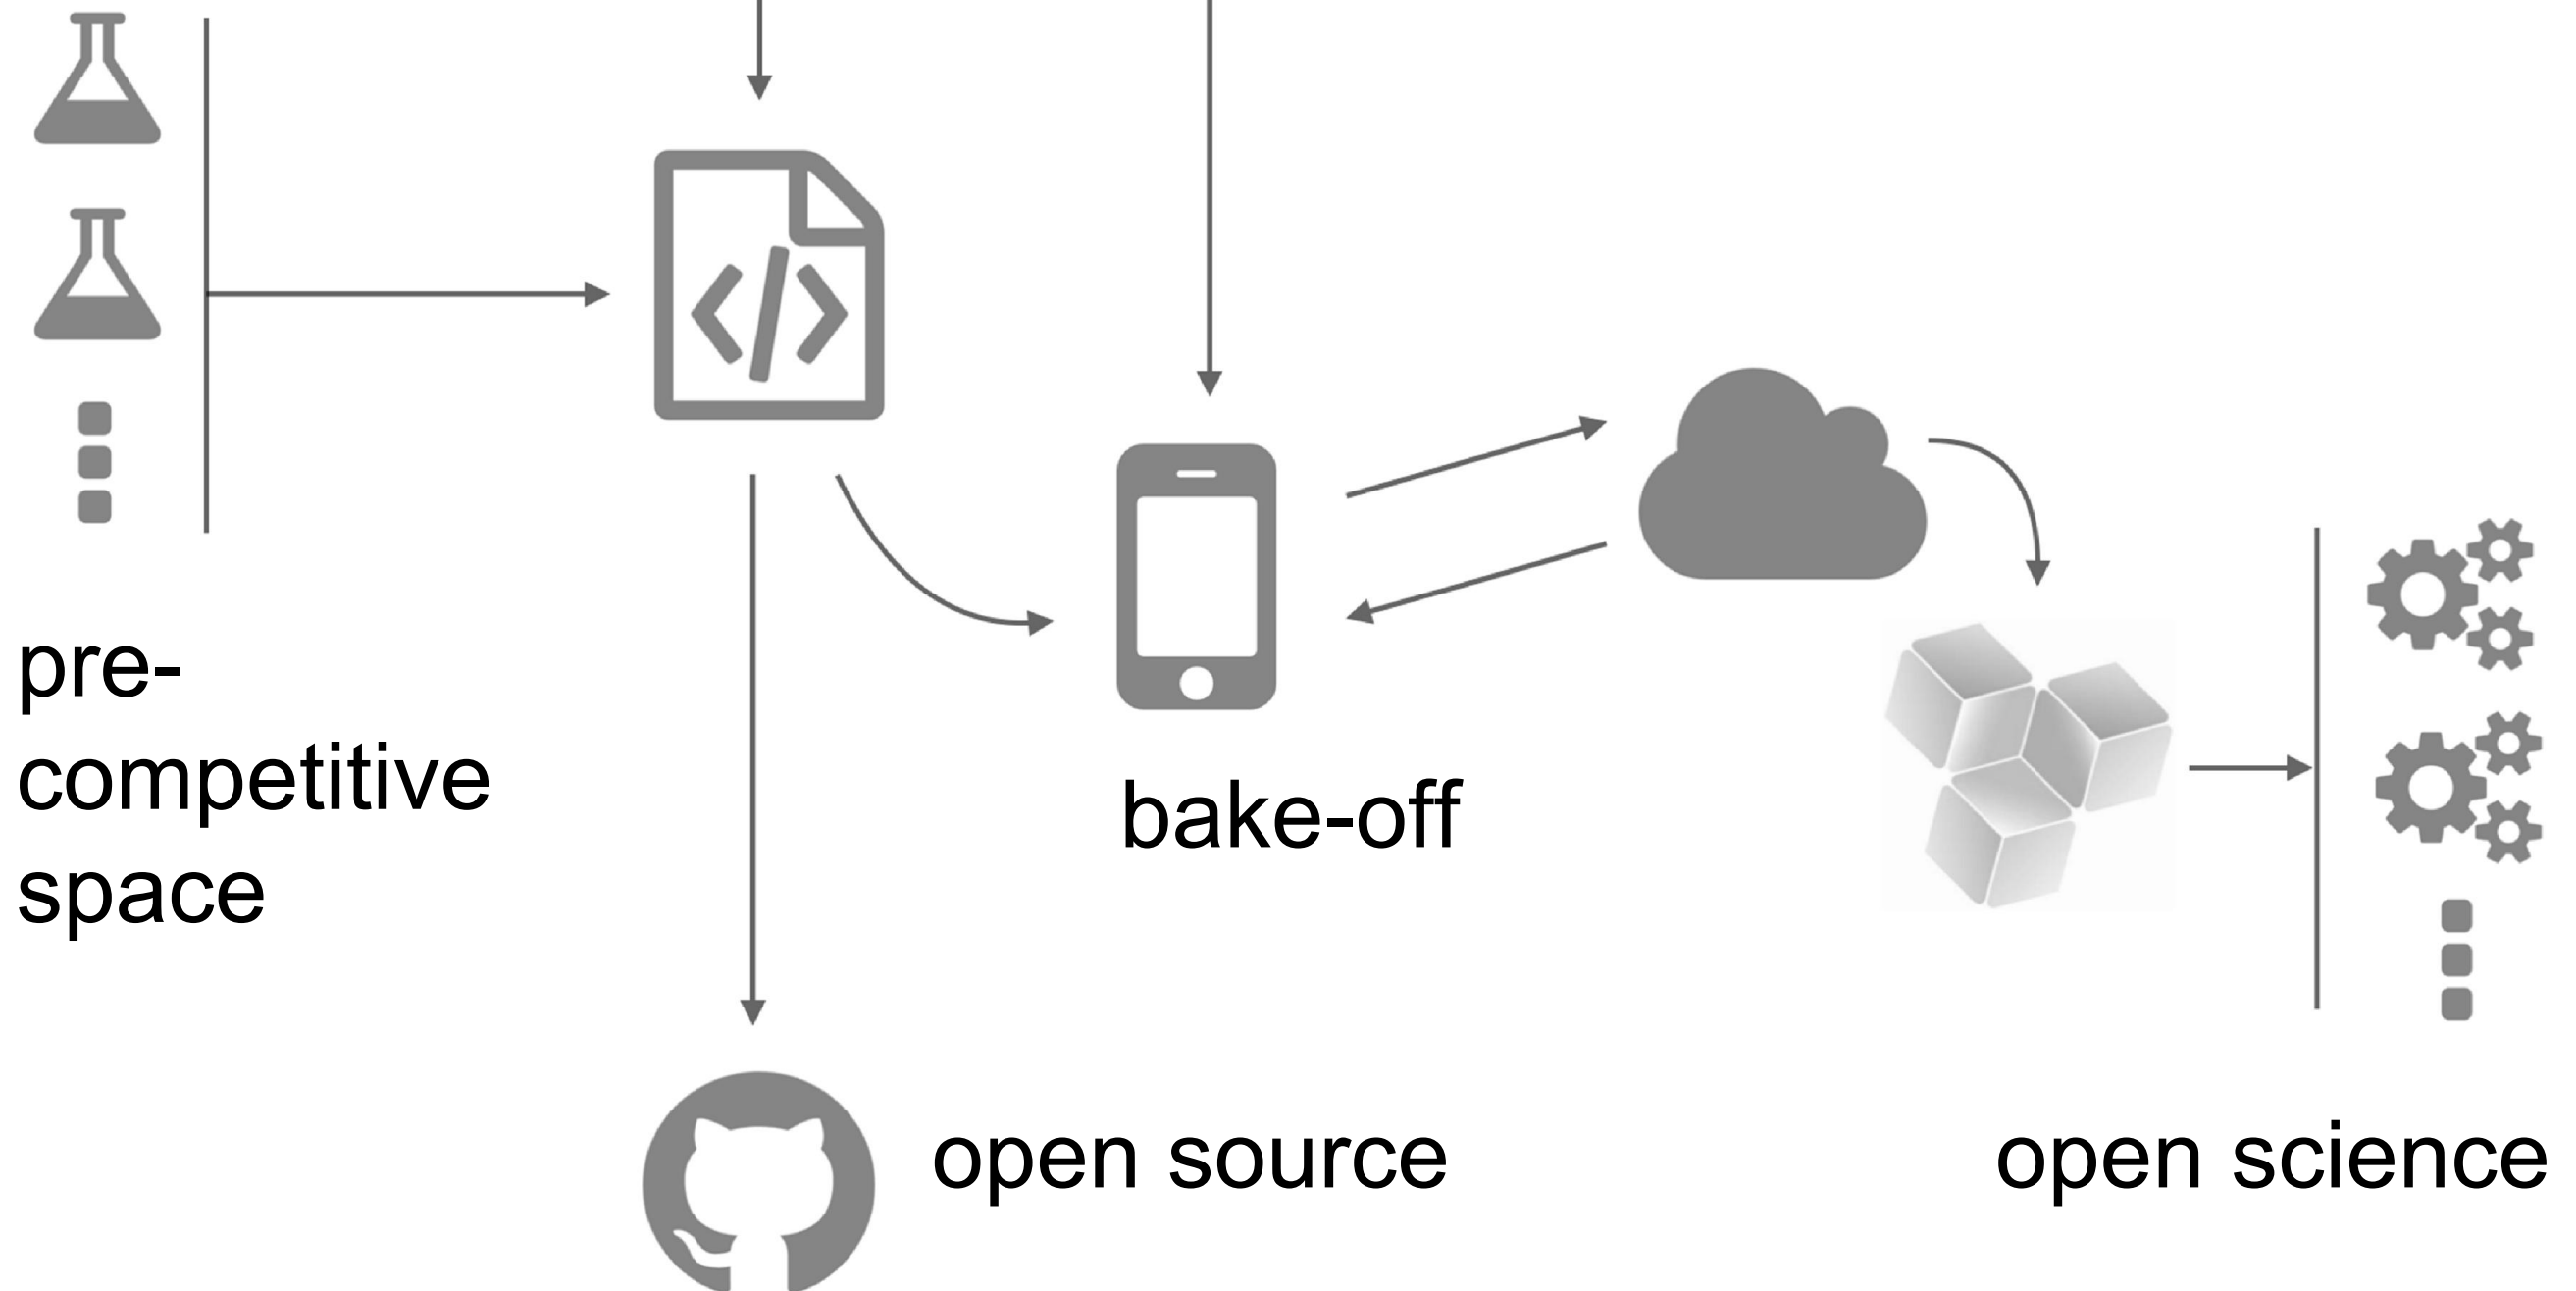 pre-
competitive
space
bake-off
open source
open science